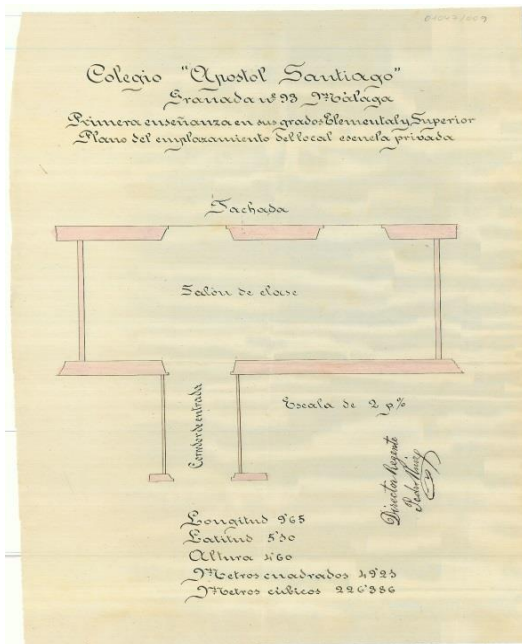 Colegio "Apostol Santiago"
Granada nº 93 Málaga
Primera enseñanza en sus grados Elemental y Superior
Plano del emplazamiento del local escuela privada
Fachada
Salón de clase
Corredor de entrada
Escala de 2 p%
Director Regente
Pedro
Longitud 9'65
Latitud 5'30
Altura 4'60
Metros cuadrados 49'23
Metros cúbicos 226'386